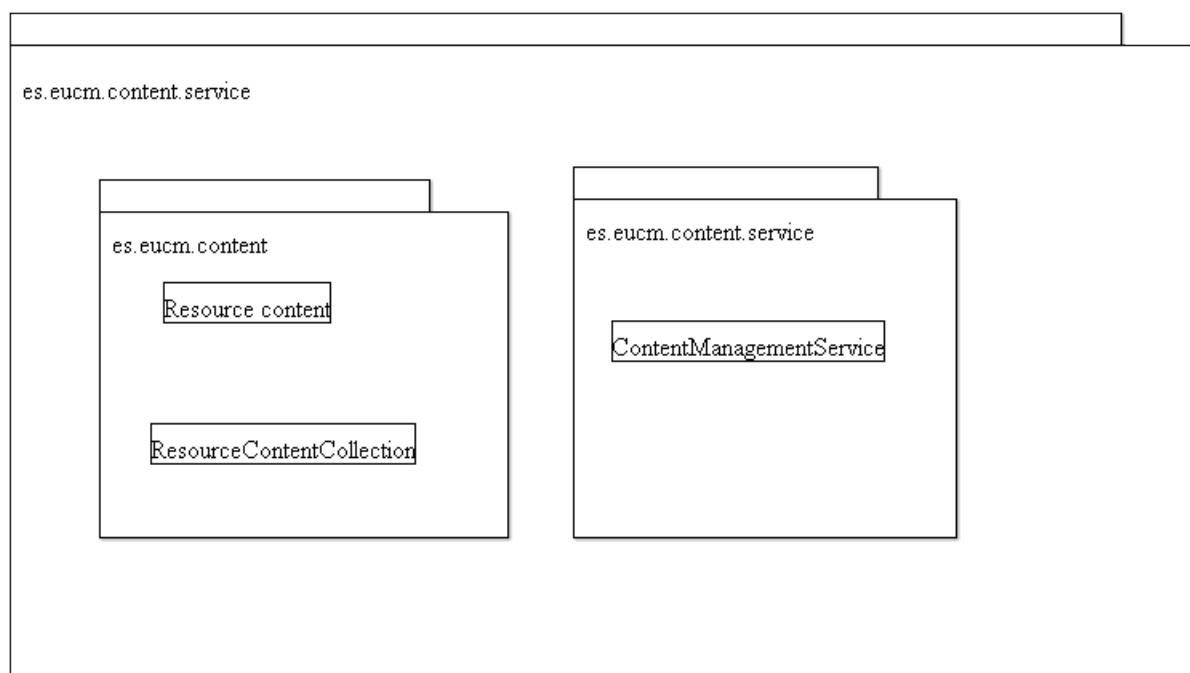 es.eucm.content.service
es.eucm.content
Resource content
ResourceContentCollection
es.eucm.content.service
ContentManagementService